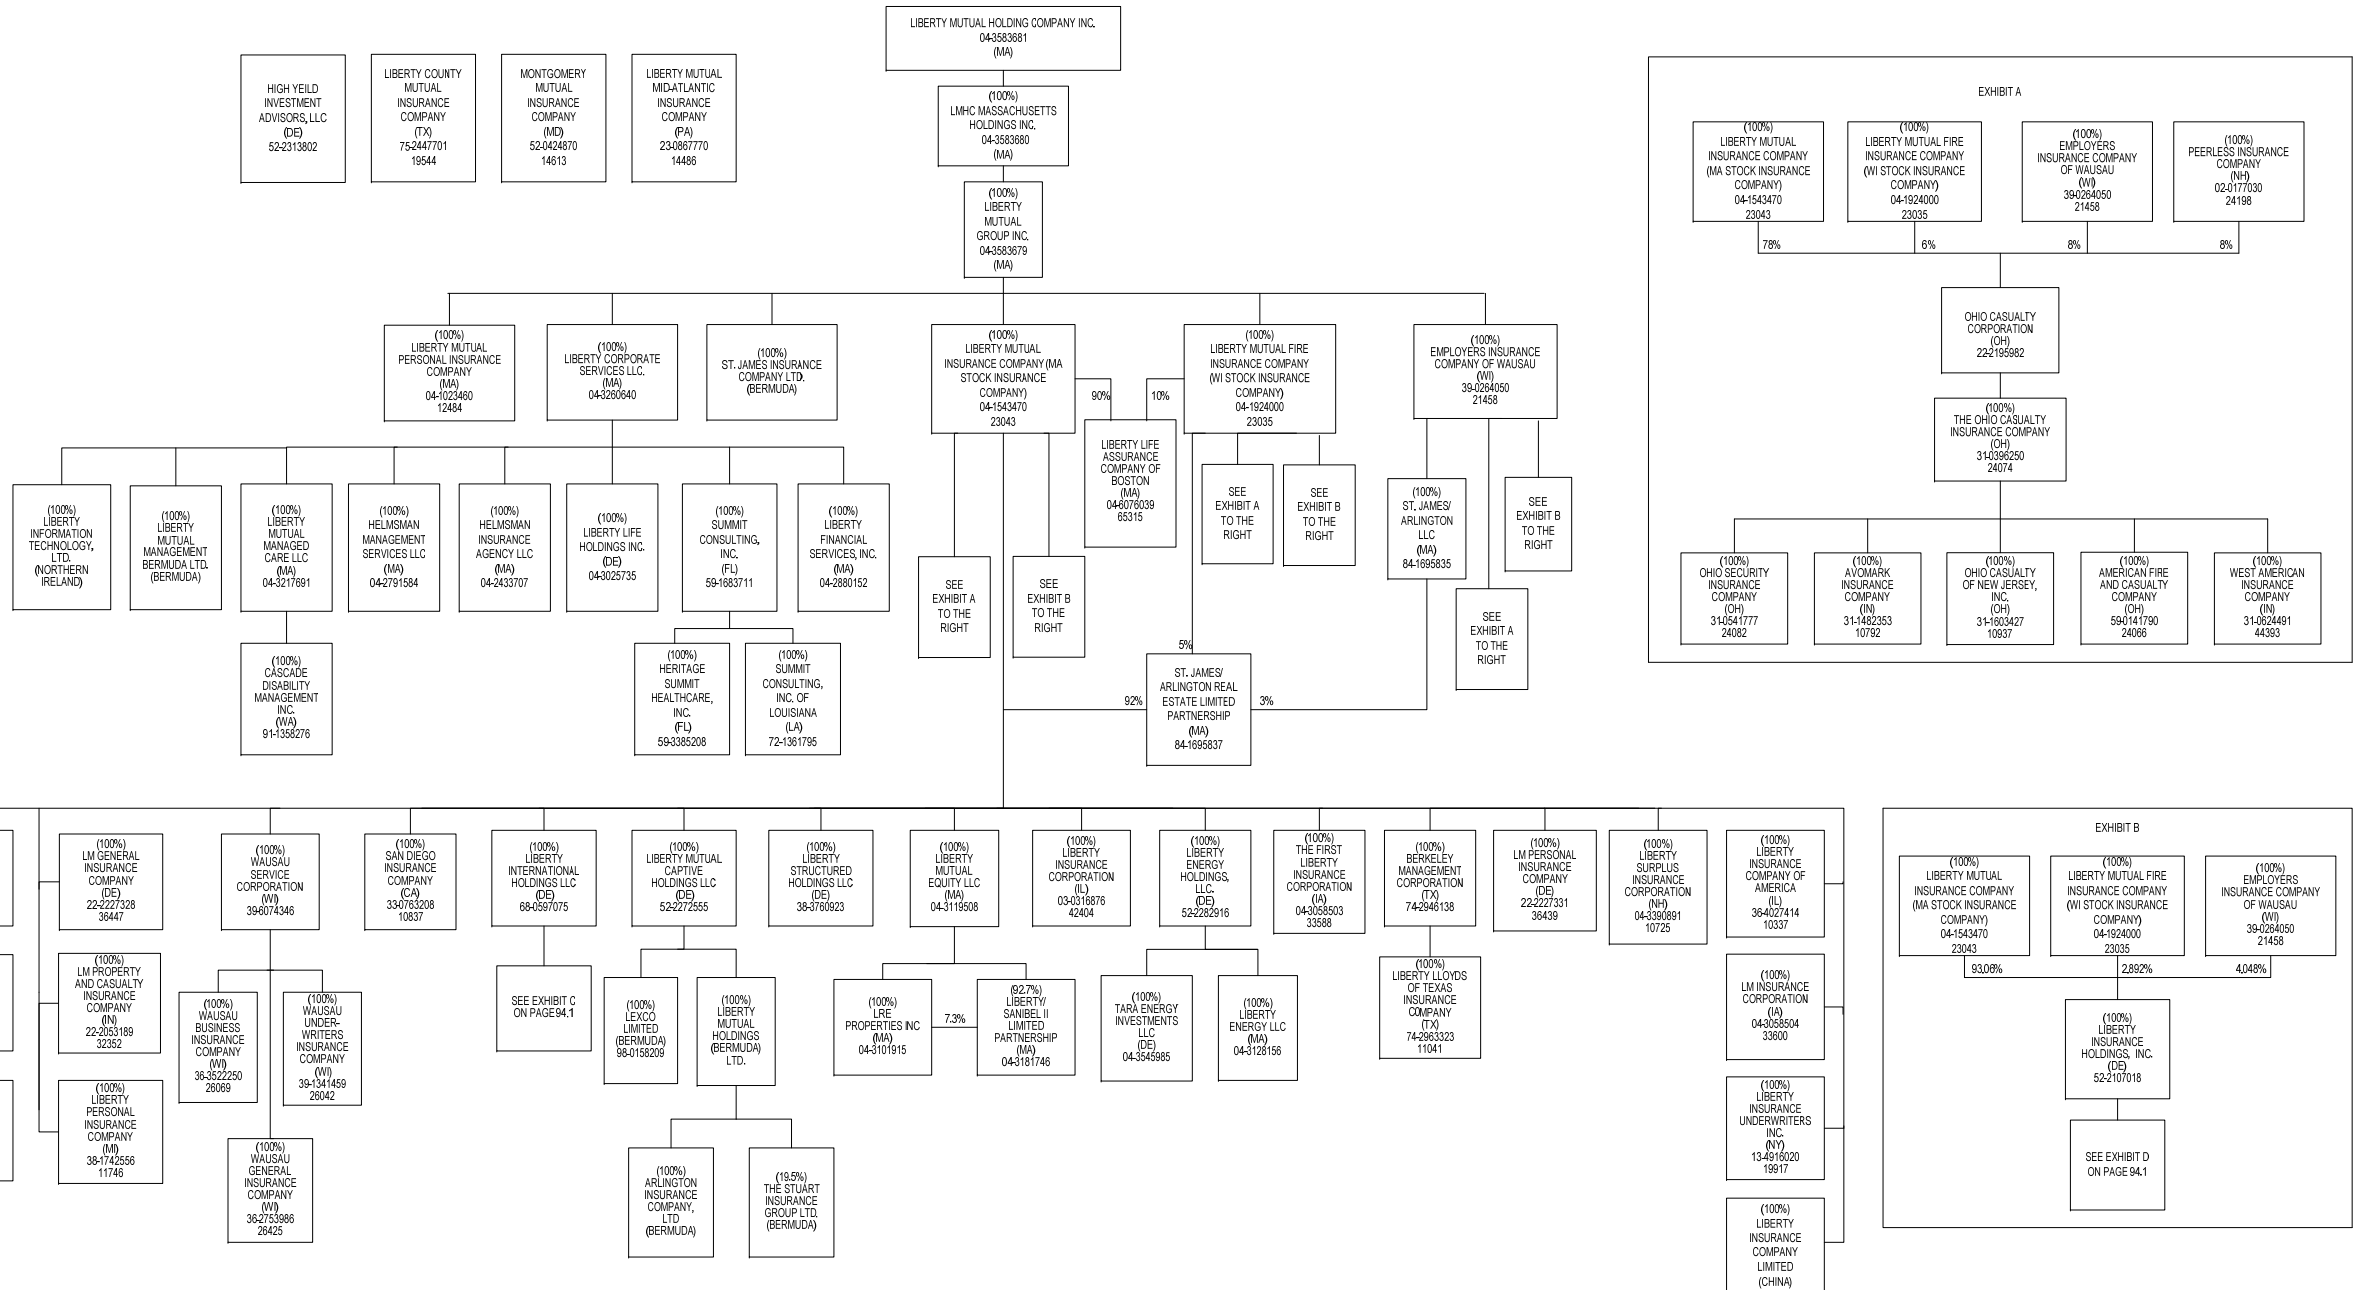 LIBERTY MUTUAL HOLDING COMPANY INC.
04-3583681
(MA)
HIGH YEILD
INVESTMENT
ADVISORS, LLC
(DE)
52-2313802
LIBERTY COUNTY
MUTUAL
INSURANCE
COMPANY
(TX)
75-2447701
19544
MONTGOMERY
MUTUAL
INSURANCE
COMPANY
(MD)
52-0424870
14613
LIBERTY MUTUAL
MID-ATLANTIC
INSURANCE
COMPANY
(PA)
23-0867770
14486
(100%)
LMHC MASSACHUSETTS
HOLDINGS INC.
04-3583680
(MA)
(100%)
LIBERTY
MUTUAL
GROUP INC.
04-3583679
(MA)
(100%)
LIBERTY MUTUAL
PERSONAL INSURANCE
COMPANY
(MA)
04-1023460
12484
(100%)
LIBERTY CORPORATE
SERVICES LLC.
(MA)
04-3260640
(100%)
ST. JAMES INSURANCE
COMPANY LTD.
(BERMUDA)
(100%)
LIBERTY MUTUAL
INSURANCE COMPANY (MA
STOCK INSURANCE
COMPANY)
04-1543470
23043
(100%)
LIBERTY MUTUAL FIRE
INSURANCE COMPANY
(WI STOCK INSURANCE
COMPANY)
04-1924000
23035
(100%)
EMPLOYERS INSURANCE
COMPANY OF WAUSAU
(WI)
39-0264050
21458
90%
10%
LIBERTY LIFE
ASSURANCE
COMPANY OF
BOSTON
(MA)
04-6076039
65315
(100%)
LIBERTY
INFORMATION
TECHNOLOGY,
LTD.
(NORTHERN
IRELAND)
(100%)
LIBERTY
MUTUAL
MANAGEMENT
BERMUDA LTD.
(BERMUDA)
(100%)
LIBERTY
MUTUAL
MANAGED
CARE LLC
(MA)
04-3217691
(100%)
HELMSMAN
MANAGEMENT
SERVICES LLC
(MA)
04-2791584
(100%)
HELMSMAN
INSURANCE
AGENCY LLC
(MA)
04-2433707
(100%)
LIBERTY LIFE
HOLDINGS INC.
(DE)
04-3025735
(100%)
SUMMIT
CONSULTING,
INC.
(FL)
59-1683711
(100%)
LIBERTY
FINANCIAL
SERVICES, INC.
(MA)
04-2880152
SEE
EXHIBIT A
TO THE
RIGHT
SEE
EXHIBIT B
TO THE
RIGHT
SEE
EXHIBIT A
TO THE
RIGHT
SEE
EXHIBIT B
TO THE
RIGHT
(100%)
ST. JAMES/
ARLINGTON
LLC
(MA)
84-1695835
SEE
EXHIBIT B
TO THE
RIGHT
SEE
EXHIBIT A
TO THE
RIGHT
(100%)
CASCADE
DISABILITY
MANAGEMENT
INC.
(WA)
91-1358276
(100%)
HERITAGE
SUMMIT
HEALTHCARE,
INC.
(FL)
59-3385208
(100%)
SUMMIT
CONSULTING,
INC. OF
LOUISIANA
(LA)
72-1361795
5%
92%
3%
ST. JAMES/
ARLINGTON REAL
ESTATE LIMITED
PARTNERSHIP
(MA)
84-1695837
EXHIBIT A
(100%)
LIBERTY MUTUAL
INSURANCE COMPANY
(MA STOCK INSURANCE
COMPANY)
04-1543470
23043
(100%)
LIBERTY MUTUAL FIRE
INSURANCE COMPANY
(WI STOCK INSURANCE
COMPANY)
04-1924000
23035
(100%)
EMPLOYERS
INSURANCE COMPANY
OF WAUSAU
(WI)
39-0264050
21458
(100%)
PEERLESS INSURANCE
COMPANY
(NH)
02-0177030
24198
78%
6%
8%
8%
OHIO CASUALTY
CORPORATION
(OH)
22-2195982
(100%)
THE OHIO CASUALTY
INSURANCE COMPANY
(OH)
31-0396250
24074
(100%)
OHIO SECURITY
INSURANCE
COMPANY
(OH)
31-0541777
24082
(100%)
AVOMARK
INSURANCE
COMPANY
(IN)
31-1482353
10792
(100%)
OHIO CASUALTY
OF NEW JERSEY,
INC.
(OH)
31-1603427
10937
(100%)
AMERICAN FIRE
AND CASUALTY
COMPANY
(OH)
59-0141790
24066
(100%)
WEST AMERICAN
INSURANCE
COMPANY
(IN)
31-0624491
44393
(100%)
LM GENERAL
INSURANCE
COMPANY
(DE)
22-2227328
36447
(100%)
WAUSAU
SERVICE
CORPORATION
(WI)
39-6074346
(100%)
SAN DIEGO
INSURANCE
COMPANY
(CA)
33-0763208
10837
(100%)
LIBERTY
INTERNATIONAL
HOLDINGS LLC
(DE)
68-0597075
(100%)
LIBERTY MUTUAL
CAPTIVE
HOLDINGS LLC
(DE)
52-2272555
(100%)
LIBERTY
STRUCTURED
HOLDINGS LLC
(DE)
38-3760923
(100%)
LIBERTY
MUTUAL
EQUITY LLC
(MA)
04-3119508
(100%)
LIBERTY
INSURANCE
CORPORATION
(IL)
03-0316876
42404
(100%)
LIBERTY
ENERGY
HOLDINGS,
LLC.
(DE)
52-2282916
(100%)
THE FIRST
LIBERTY
INSURANCE
CORPORATION
(IA)
04-3058503
33588
(100%)
BERKELEY
MANAGEMENT
CORPORATION
(TX)
74-2946138
(100%)
LM PERSONAL
INSURANCE
COMPANY
(DE)
22-2227331
36439
(100%)
LIBERTY
SURPLUS
INSURANCE
CORPORATION
(NH)
04-3390891
10725
(100%)
LIBERTY
INSURANCE
COMPANY OF
AMERICA
(IL)
36-4027414
10337
(100%)
LM PROPERTY
AND CASUALTY
INSURANCE
COMPANY
(IN)
22-2053189
32352
(100%)
WAUSAU
BUSINESS
INSURANCE
COMPANY
(WI)
36-3522250
26069
(100%)
WAUSAU
UNDER-
WRITERS
INSURANCE
COMPANY
(WI)
39-1341459
26042
SEE EXHIBIT C
ON PAGE 94.1
(100%)
LEXCO
LIMITED
(BERMUDA)
98-0158209
(100%)
LIBERTY
MUTUAL
HOLDINGS
(BERMUDA)
LTD.
(100%)
LRE
PROPERTIES INC
(MA)
04-3101915
7.3%
(92.7%)
LIBERTY/
SANIBEL II
LIMITED
PARTNERSHIP
(MA)
04-3181746
(100%)
TARA ENERGY
INVESTMENTS
LLC
(DE)
04-3545985
(100%)
LIBERTY
ENERGY LLC
(MA)
04-3128156
(100%)
LIBERTY LLOYDS
OF TEXAS
INSURANCE
COMPANY
(TX)
74-2963323
11041
(100%)
LM INSURANCE
CORPORATION
(IA)
04-3058504
33600
(100%)
LIBERTY
PERSONAL
INSURANCE
COMPANY
(MI)
38-1742556
11746
(100%)
WAUSAU
GENERAL
INSURANCE
COMPANY
(WI)
36-2753986
26425
(100%)
ARLINGTON
INSURANCE
COMPANY,
LTD
(BERMUDA)
(19.5%)
THE STUART
INSURANCE
GROUP LTD.
(BERMUDA)
(100%)
LIBERTY
INSURANCE
UNDERWRITERS
INC.
(NY)
13-4916020
19917
(100%)
LIBERTY
INSURANCE
COMPANY
LIMITED
(CHINA)
EXHIBIT B
(100%)
LIBERTY MUTUAL
INSURANCE COMPANY
(MA STOCK INSURANCE
COMPANY)
04-1543470
23043
(100%)
LIBERTY MUTUAL FIRE
INSURANCE COMPANY
(WI STOCK INSURANCE
COMPANY)
04-1924000
23035
(100%)
EMPLOYERS
INSURANCE COMPANY
OF WAUSAU
(WI)
39-0264050
21458
93.06%
2.892%
4.048%
(100%)
LIBERTY
INSURANCE
HOLDINGS, INC.
(DE)
52-2107018
SEE EXHIBIT D
ON PAGE 94.1